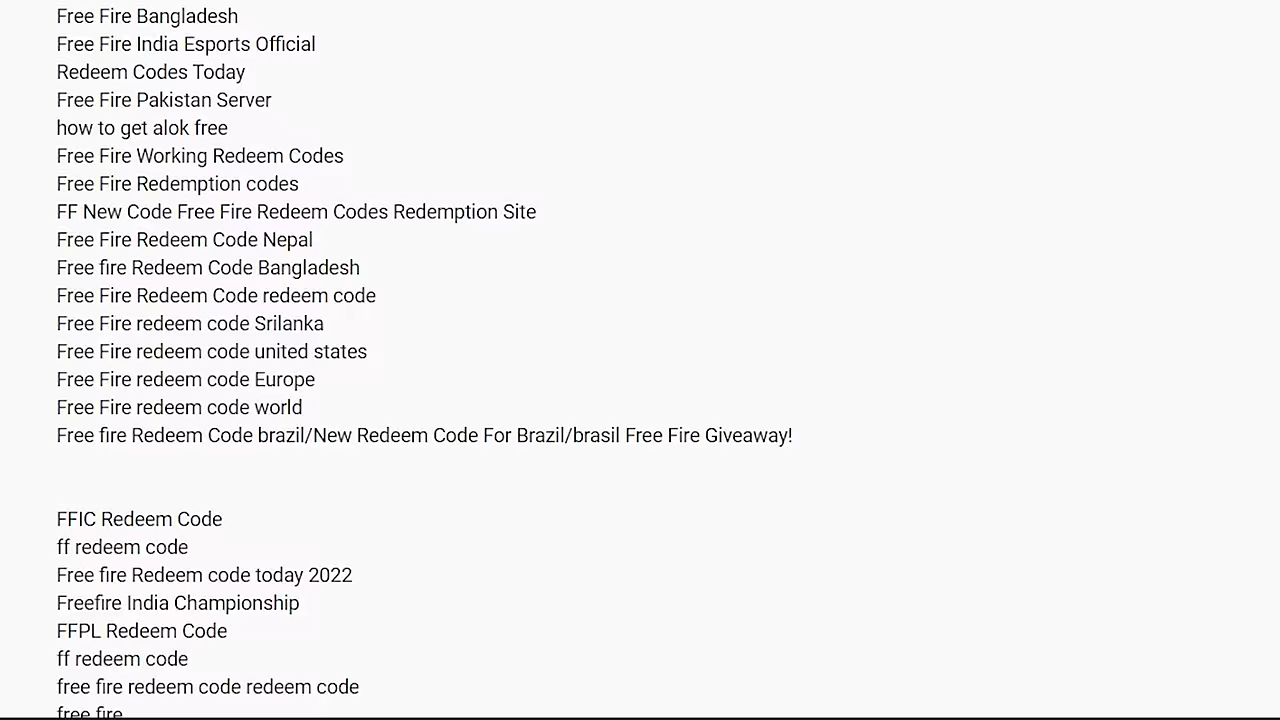 Free Fire Bangladesh
Free Fire India Esports Official
Redeem Codes Today
Free Fire Pakistan Server
how to get alok free
Free Fire Working Redeem Codes
Free Fire Redemption codes
FF New Code Free Fire Redeem Codes Redemption Site
Free Fire Redeem Code Nepal
Free fire Redeem Code Bangladesh
Free Fire Redeem Code redeem code
Free Fire redeem code Srilanka
Free Fire redeem code united states
Free Fire redeem code Europe
Free Fire redeem code world
Free fire Redeem Code brazil/New Redeem Code For Brazil/brasil Free Fire Giveaway!
FFIC Redeem Code
ff redeem code
Free fire Redeem code today 2022
Freefire India Championship
FFPL Redeem Code
ff redeem code
free fire redeem code redeem code
free fire